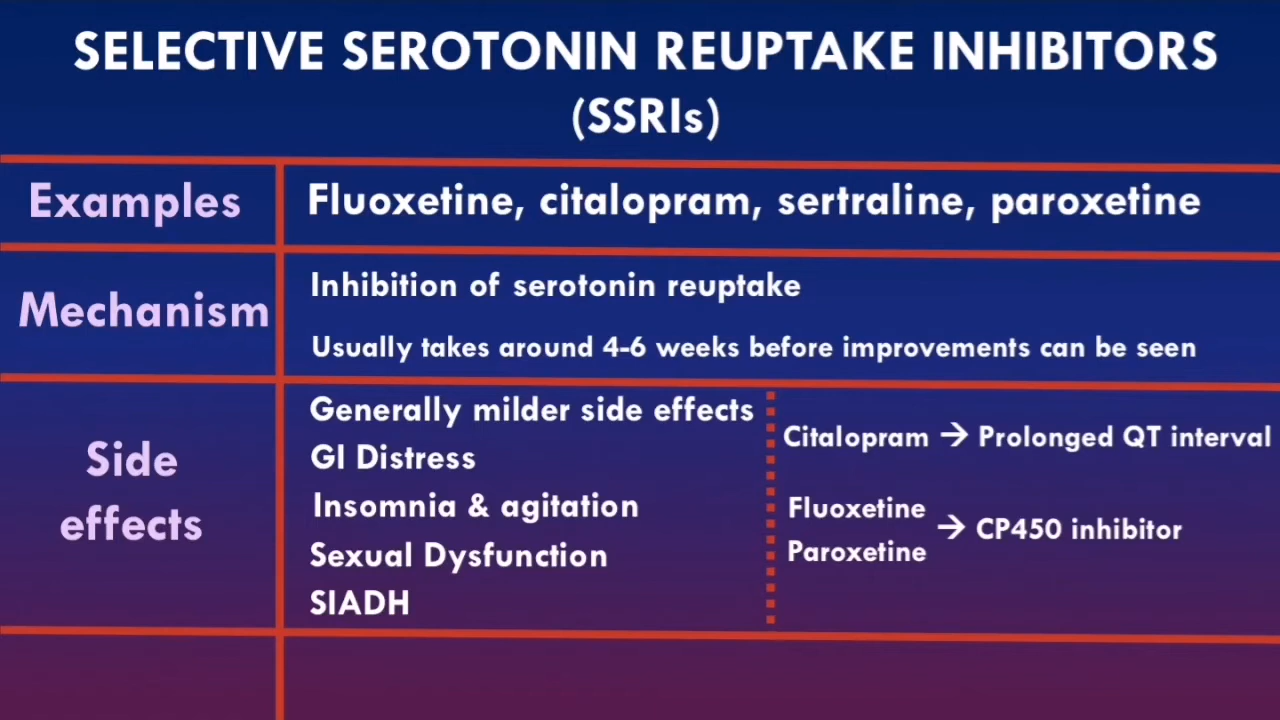 SELECTIVE SEROTONIN REUPTAKE INHIBITORS
(SSRIs)
Examples
Fluoxetine, citalopram, sertraline, paroxetine
Mechanism
Inhibition of serotonin reuptake
Usually takes around 4-6 weeks before improvements can be seen
Side
effects
Generally milder side effects
GI Distress
Insomnia & agitation
Sexual Dysfunction
SIADH
Citalopram → Prolonged QT interval
Fluoxetine
Paroxetine
→ CP450 inhibitor